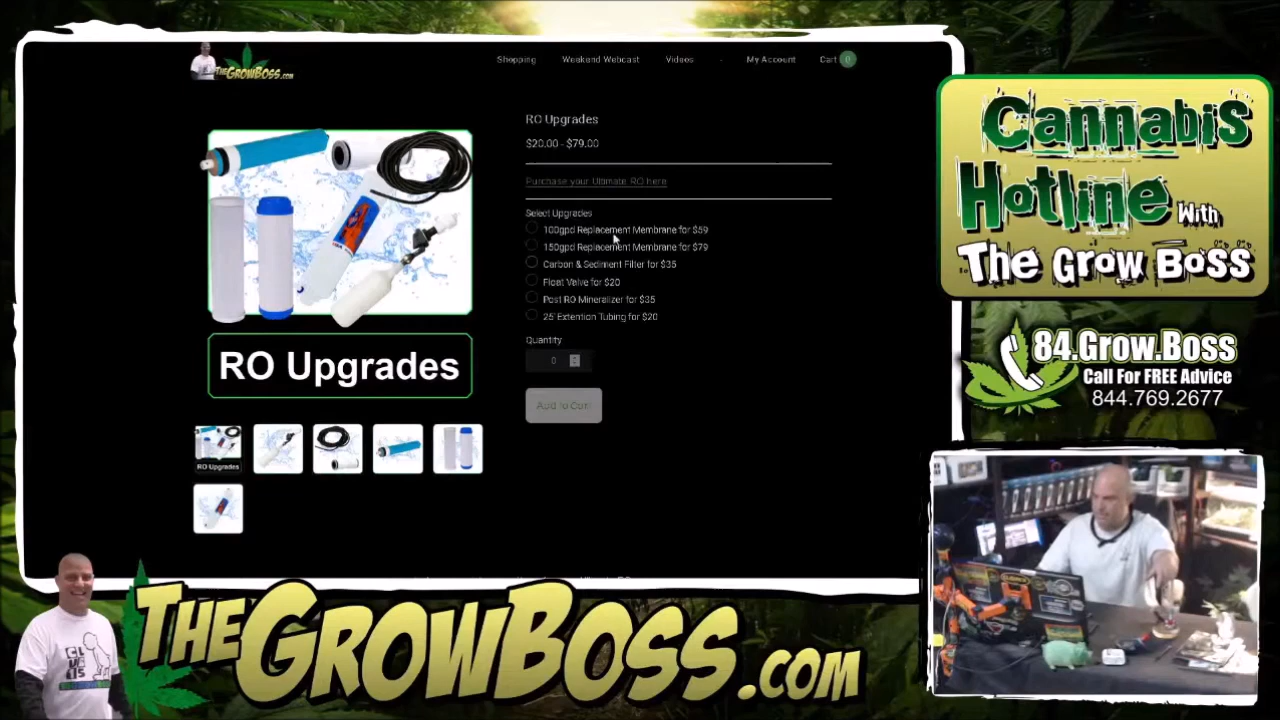 THEGROWBOSS.com
Shopping
Weekend Webcast
Videos
My Account
Cart 0
RO Upgrades
$20.00 - $79.00
Purchase your Ultimate RO here
Select Upgrades
100gpd Replacement Membrane for $59
150gpd Replacement Membrane for $79
Carbon & Sediment Filter for $35
Float Valve for $20
Post RO Mineralizer for $35
25' Extention Tubing for $20
Quantity
0
Add to Cart
RO Upgrades
RO Upgrades
Cannabis
Hotline With
The Grow Boss
84.Grow.Boss
Call For FREE Advice
844.769.2677
THEGROWBOSS.com